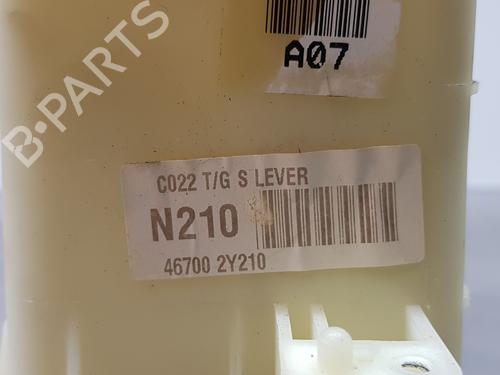 B-PARTS
A07
C022 T/G S LEVER
N210
46700 2Y210